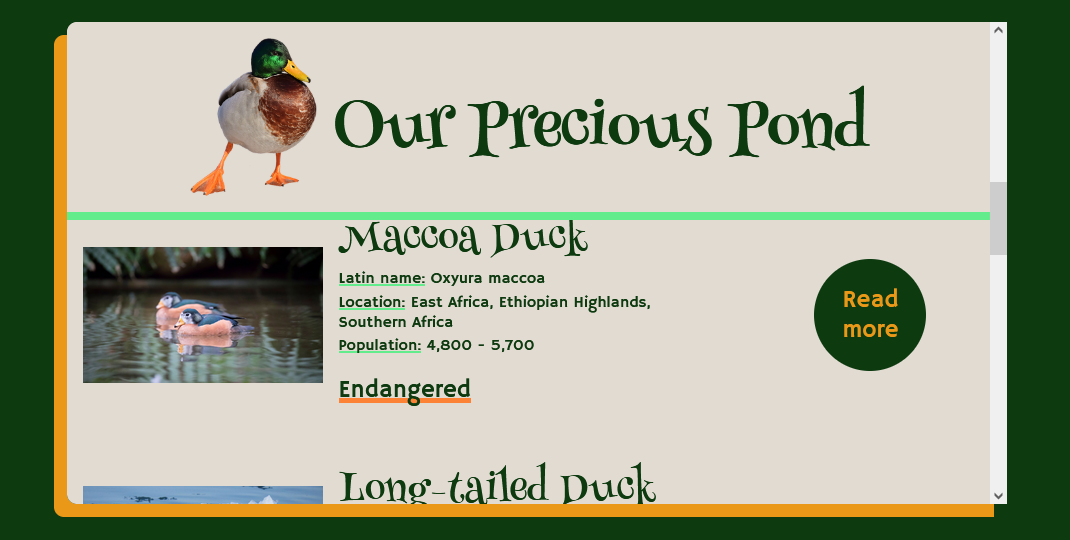 Our Precious Pond
Maccoa Duck
Latin name: Oxyura maccoa
Location: East Africa, Ethiopian Highlands,
Southern Africa
Population: 4,800 - 5,700
Endangered
Read
more
Long-tailed Duck